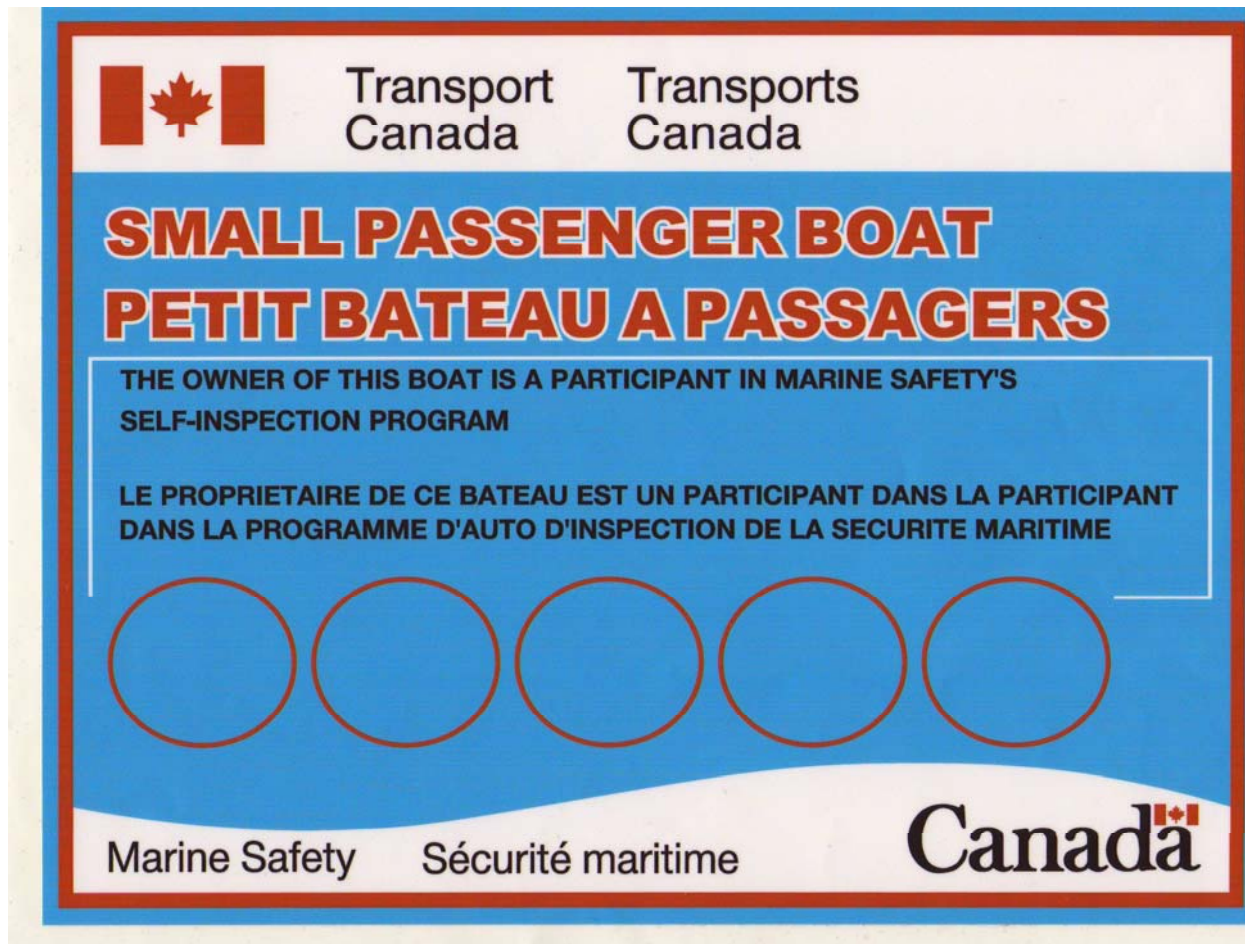 Transport Canada
Transports Canada
SMALL PASSENGER BOAT
PETIT BATEAU A PASSAGERS
THE OWNER OF THIS BOAT IS A PARTICIPANT IN MARINE SAFETY'S
SELF-INSPECTION PROGRAM
LE PROPRIETAIRE DE CE BATEAU EST UN PARTICIPANT DANS LA PARTICIPANT
DANS LA PROGRAMME D'AUTO D'INSPECTION DE LA SECURITE MARITIME
Marine Safety
Sécurité maritime
Canada